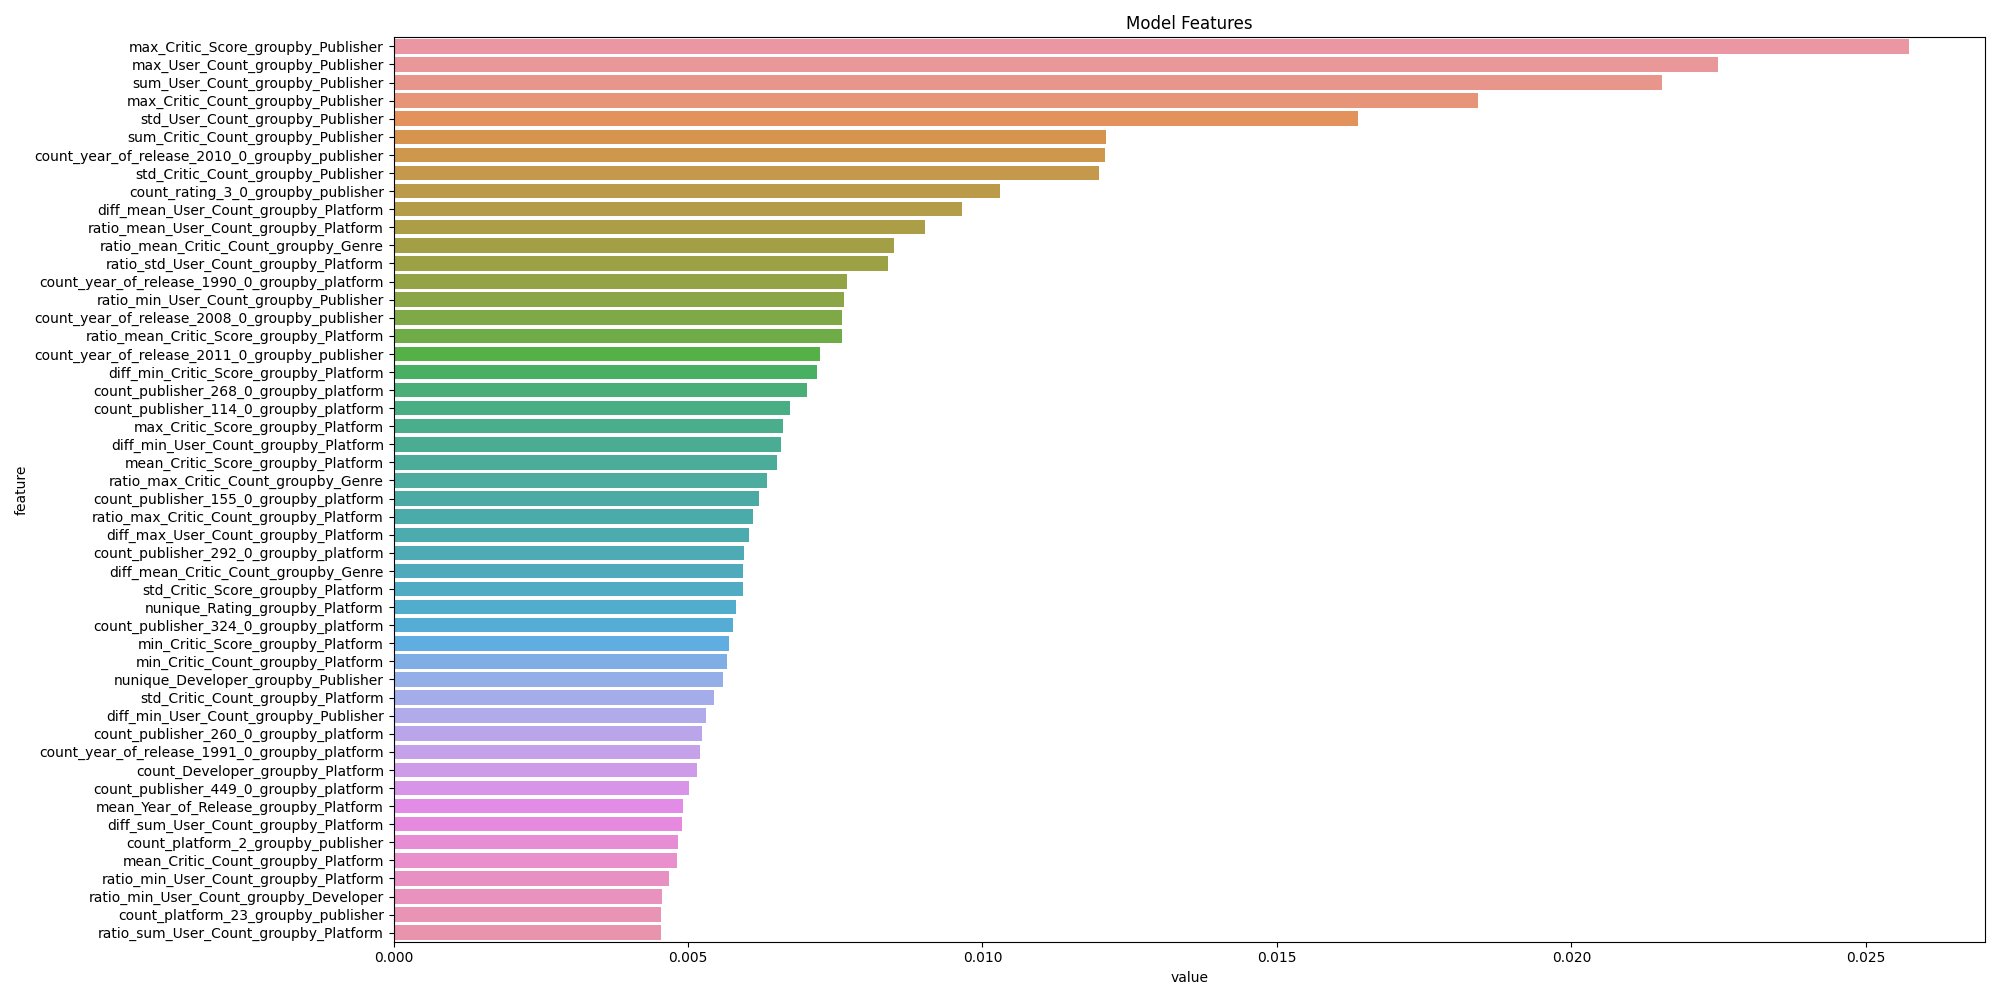 Model Features
max_Critic_Score_groupby_Publisher
max_User_Count_groupby_Publisher
sum_User_Count_groupby_Publisher
max_Critic_Count_groupby_Publisher
std_User_Count_groupby_Publisher
sum_Critic_Count_groupby_Publisher
count_year_of_release_2010_0_groupby_publisher
std_Critic_Count_groupby_Publisher
count_rating_3_0_groupby_publisher
diff_mean_User_Count_groupby_Platform
ratio_mean_User_Count_groupby_Platform
ratio_mean_Critic_Count_groupby_Genre
ratio_std_User_Count_groupby_Platform
count_year_of_release_1990_0_groupby_platform
ratio_min_User_Count_groupby_Publisher
count_year_of_release_2008_0_groupby_publisher
ratio_mean_Critic_Score_groupby_Platform
count_year_of_release_2011_0_groupby_publisher
diff_min_Critic_Score_groupby_Platform
count_publisher_268_0_groupby_platform
count_publisher_114_0_groupby_platform
max_Critic_Score_groupby_Platform
diff_min_User_Count_groupby_Platform
mean_Critic_Score_groupby_Platform
ratio_max_Critic_Count_groupby_Genre
count_publisher_155_0_groupby_platform
ratio_max_Critic_Count_groupby_Platform
diff_max_User_Count_groupby_Platform
count_publisher_292_0_groupby_platform
diff_mean_Critic_Count_groupby_Genre
std_Critic_Score_groupby_Platform
nunique_Rating_groupby_Platform
count_publisher_324_0_groupby_platform
min_Critic_Score_groupby_Platform
min_Critic_Count_groupby_Platform
nunique_Developer_groupby_Publisher
std_Critic_Count_groupby_Platform
diff_min_User_Count_groupby_Publisher
count_publisher_260_0_groupby_platform
count_year_of_release_1991_0_groupby_platform
count_Developer_groupby_Platform
count_publisher_449_0_groupby_platform
mean_Year_of_Release_groupby_Platform
diff_sum_User_Count_groupby_Platform
count_platform_2_groupby_publisher
mean_Critic_Count_groupby_Platform
ratio_min_User_Count_groupby_Platform
ratio_min_User_Count_groupby_Developer
count_platform_23_groupby_publisher
ratio_sum_User_Count_groupby_Platform
feature
0.000 0.005 0.010 0.015 0.020 0.025
value